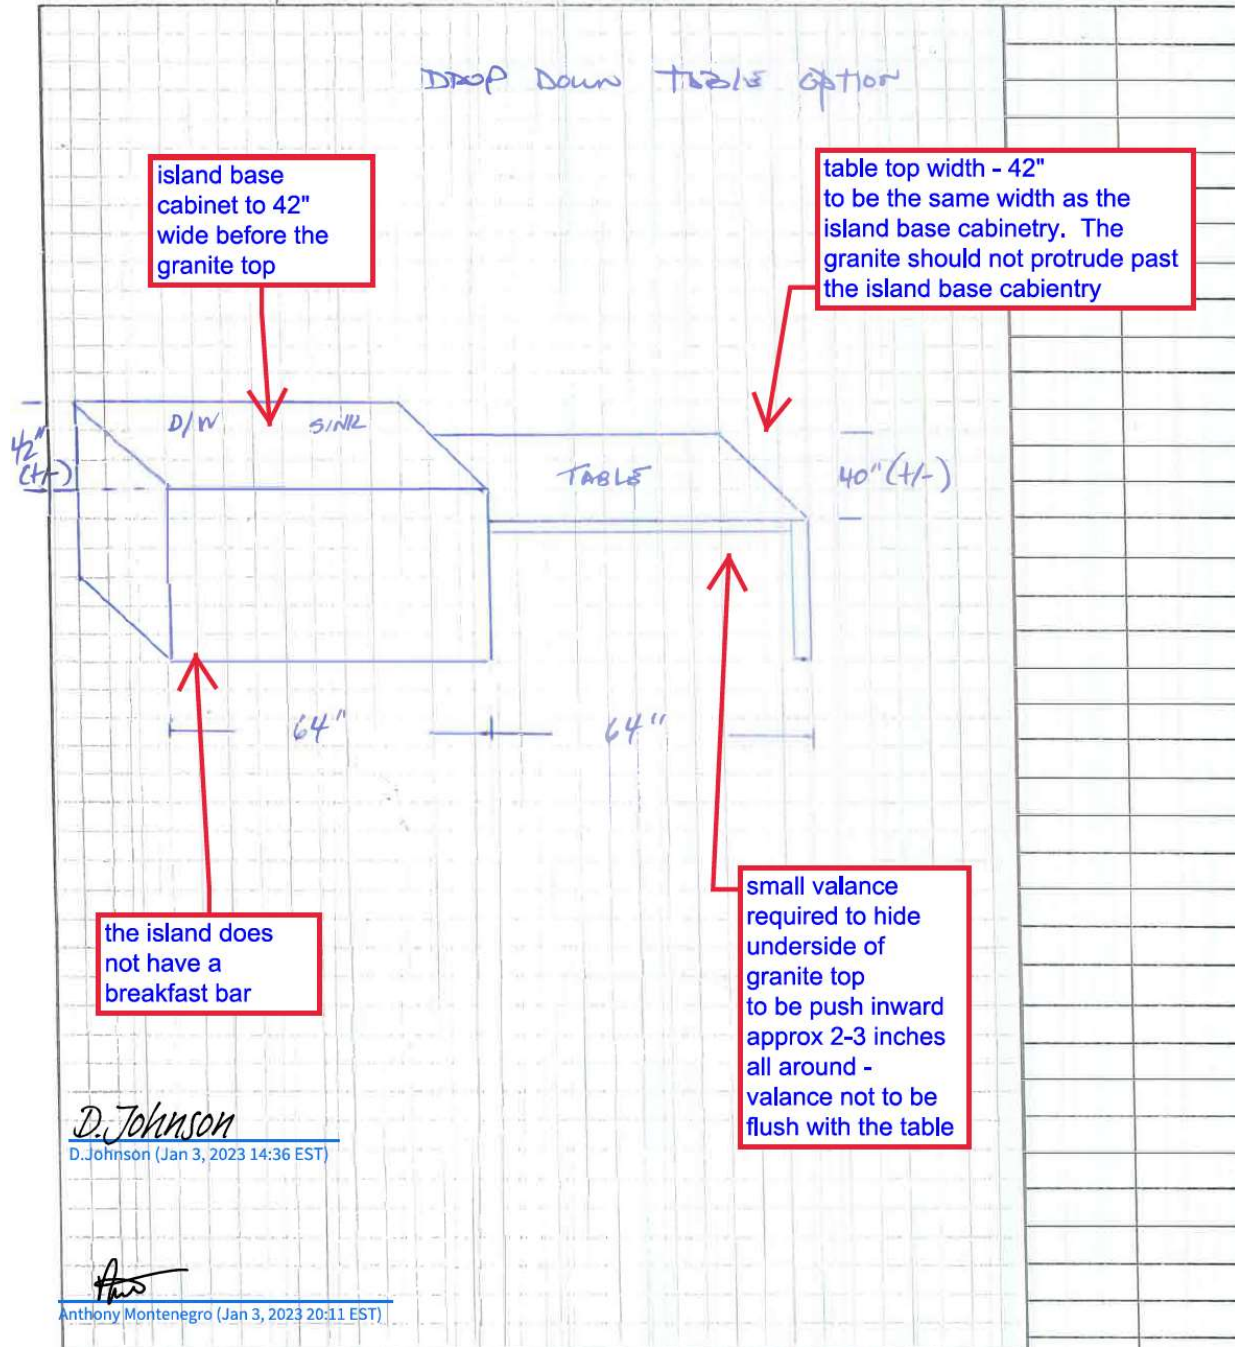 DROP DOWN TABLE OPTION
island base
cabinet to 42"
wide before the
granite top
table top width - 42"
to be the same width as the
island base cabinetry.  The
granite should not protrude past
the island base cabientry
D/W
SINK
42"
(+/-)
TABLE
40" (+/-)
64"
64"
small valance
required to hide
underside of
granite top
to be push inward
approx 2-3 inches
all around -
valance not to be
flush with the table
the island does
not have a
breakfast bar
D.Johnson
D.Johnson (Jan 3, 2023 14:36 EST)
Anthony Montenegro (Jan 3, 2023 20:11 EST)